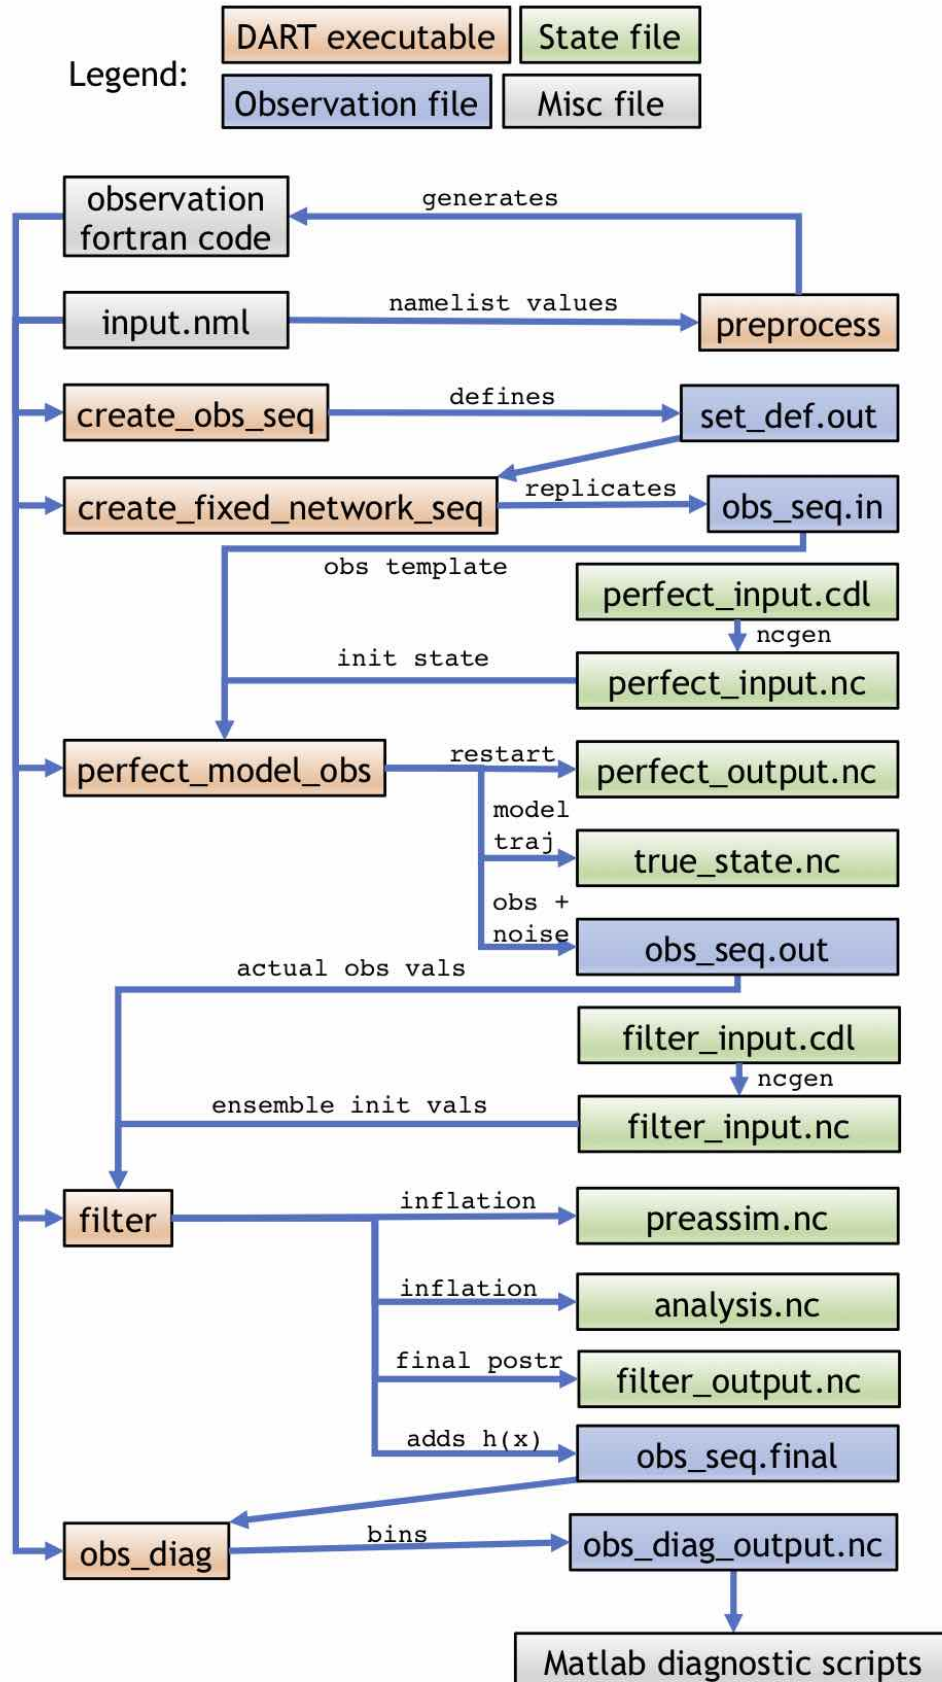 Legend:
DART executable
State file
Observation file
Misc file
observation
fortran code
generates
input.nml
namelist values
preprocess
create_obs_seq
defines
set_def.out
create_fixed_network_seq
replicates
obs_seq.in
obs template
perfect_input.cdl
ncgen
init state
perfect_input.nc
perfect_model_obs
restart
perfect_output.nc
model
traj
true_state.nc
obs +
noise
obs_seq.out
actual obs vals
filter_input.cdl
ncgen
ensemble init vals
filter_input.nc
filter
inflation
preassim.nc
inflation
analysis.nc
final postr
filter_output.nc
adds h(x)
obs_seq.final
obs_diag
bins
obs_diag_output.nc
Matlab diagnostic scripts